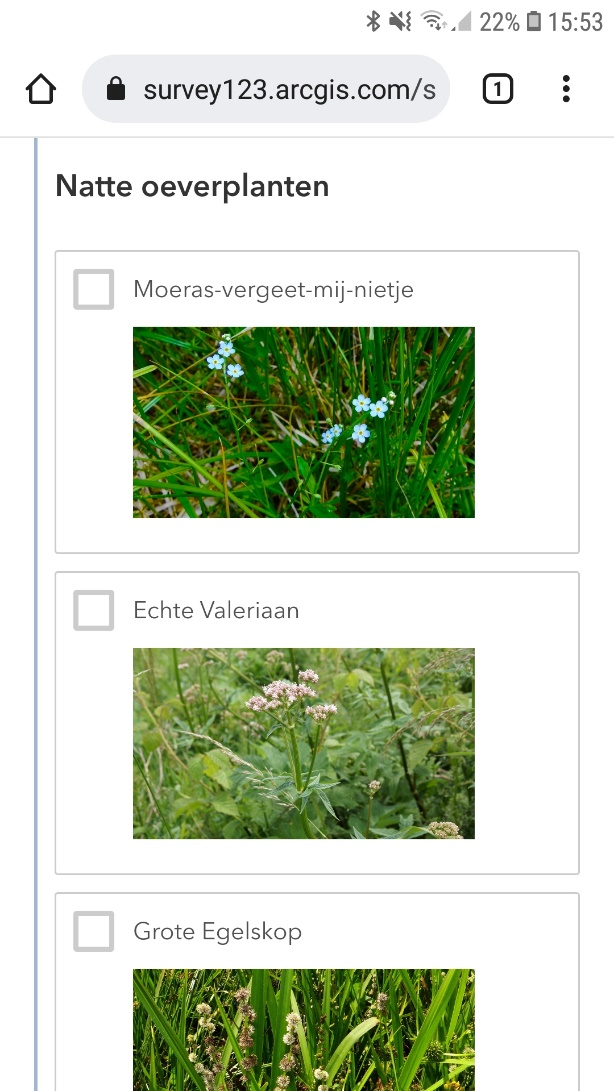 22% 15:53
survey123.arcgis.com/s 1
Natte oeverplanten
Moeras-vergeet-mij-nietje
Echte Valeriaan
Grote Egelskop